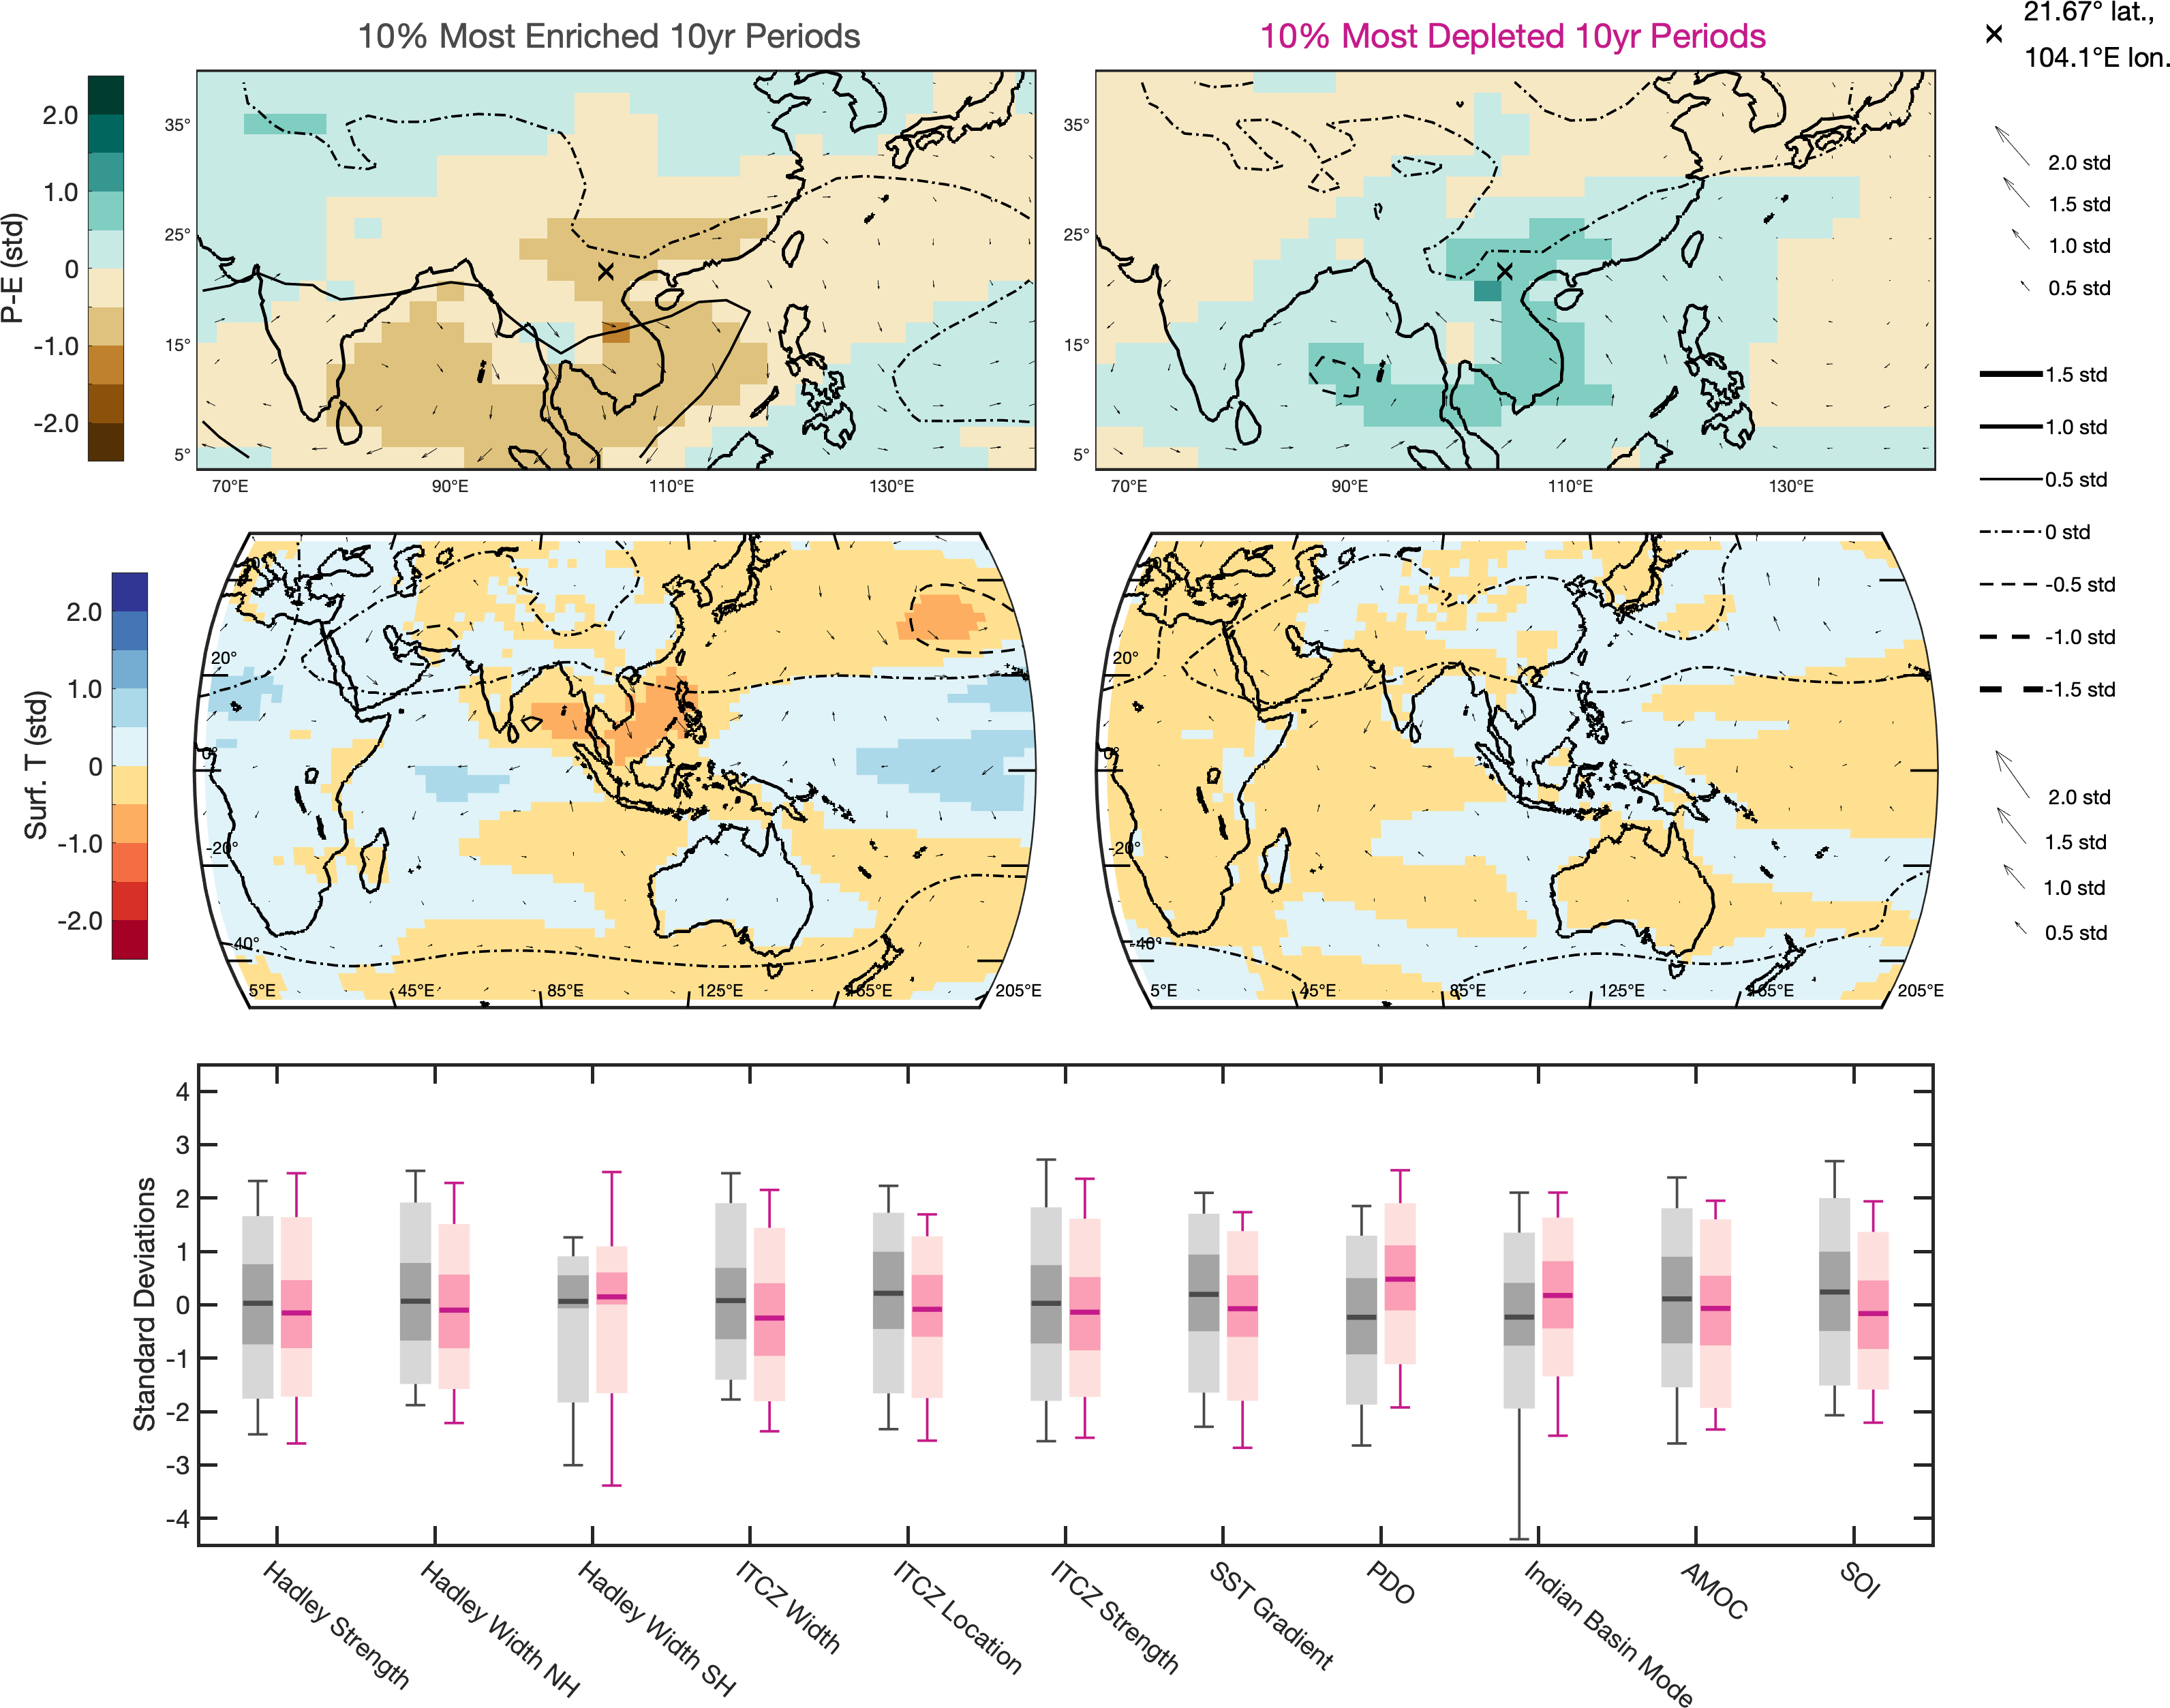 10% Most Enriched 10yr Periods
10% Most Depleted 10yr Periods
21.67° lat.,
104.1°E lon.
P-E (std)
2.0
1.0
0
-1.0
-2.0
35°
25°
15°
5°
70°E
90°E
110°E
130°E
35°
25°
15°
5°
70°E
90°E
110°E
130°E
2.0 std
1.5 std
1.0 std
0.5 std
1.5 std
1.0 std
0.5 std
0 std
-0.5 std
-1.0 std
-1.5 std
Surf. T (std)
2.0
1.0
0
-1.0
-2.0
20°
0°
-20°
-40°
5°E
45°E
85°E
125°E
165°E
205°E
20°
0°
-20°
-40°
5°E
45°E
85°E
125°E
165°E
205°E
2.0 std
1.5 std
1.0 std
0.5 std
Standard Deviations
4
3
2
1
0
-1
-2
-3
-4
Hadley Strength
Hadley Width NH
Hadley Width SH
ITCZ Width
ITCZ Location
ITCZ Strength
SST Gradient
PDO
Indian Basin Mode
AMOC
SOI